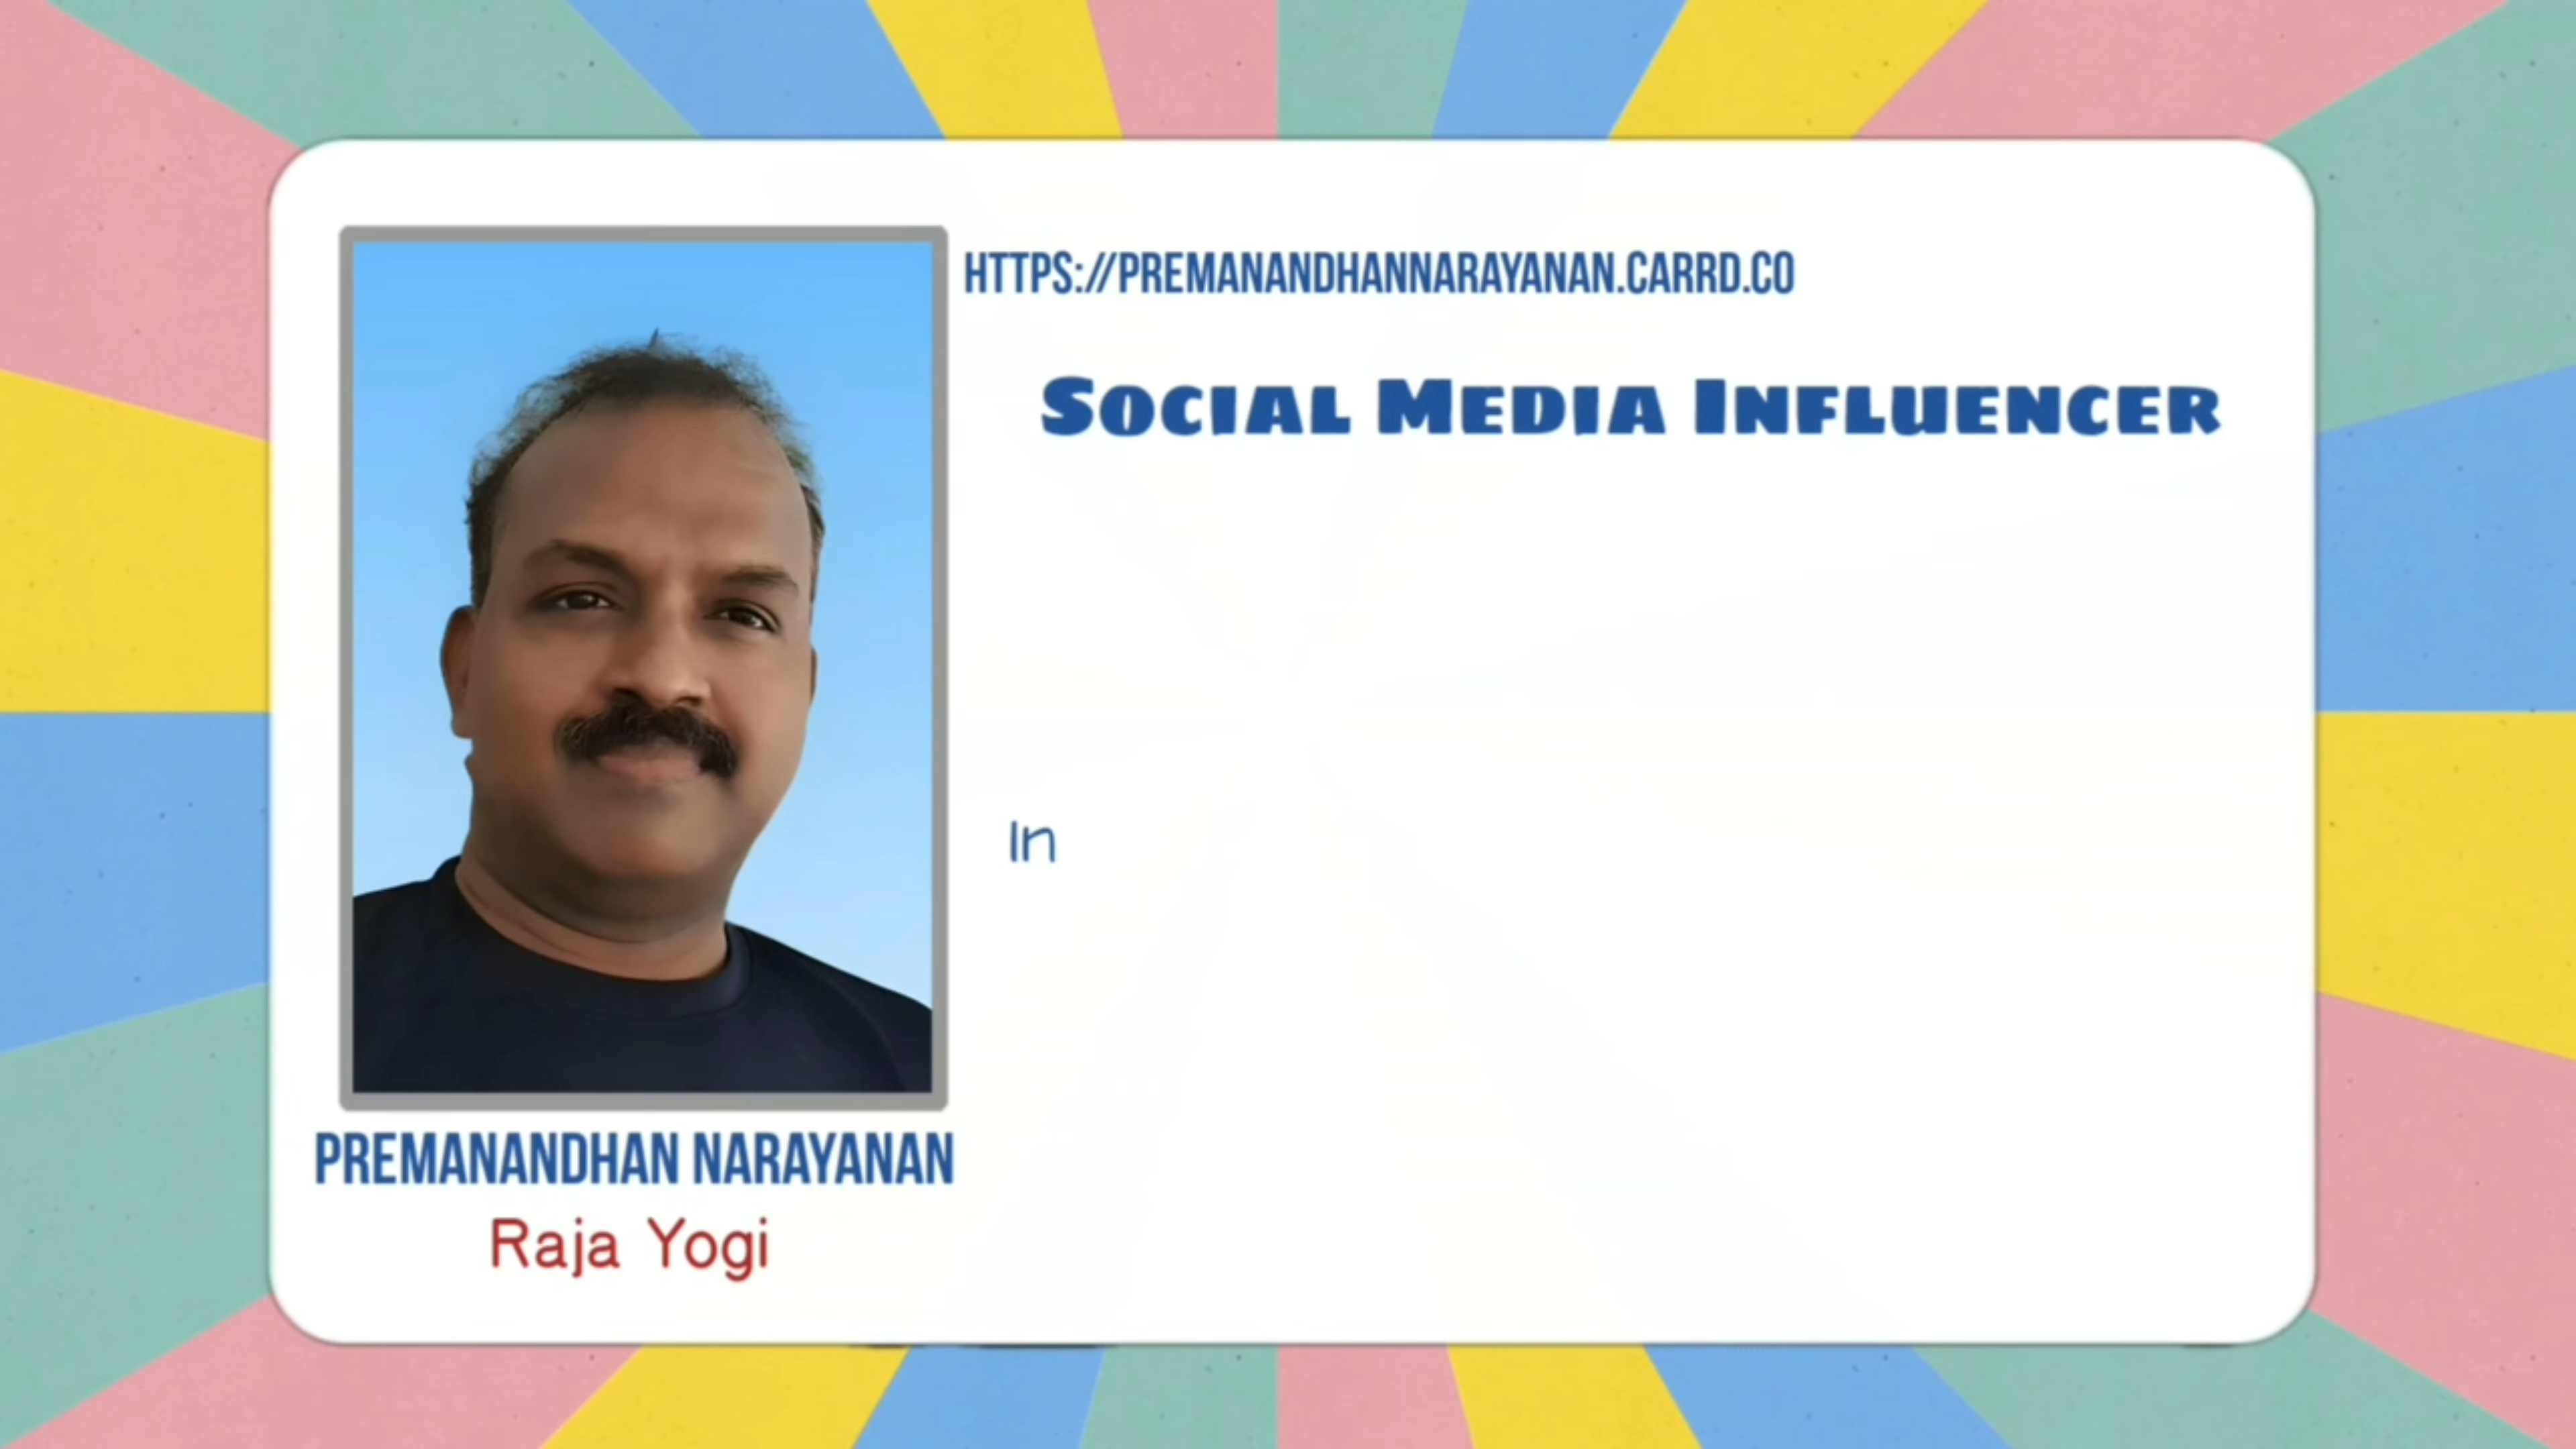 HTTPS://PREMANANDHANNARAYANAN.CARRD.CO
Social Media Influencer
In
PREMANANDHAN NARAYANAN
Raja Yogi